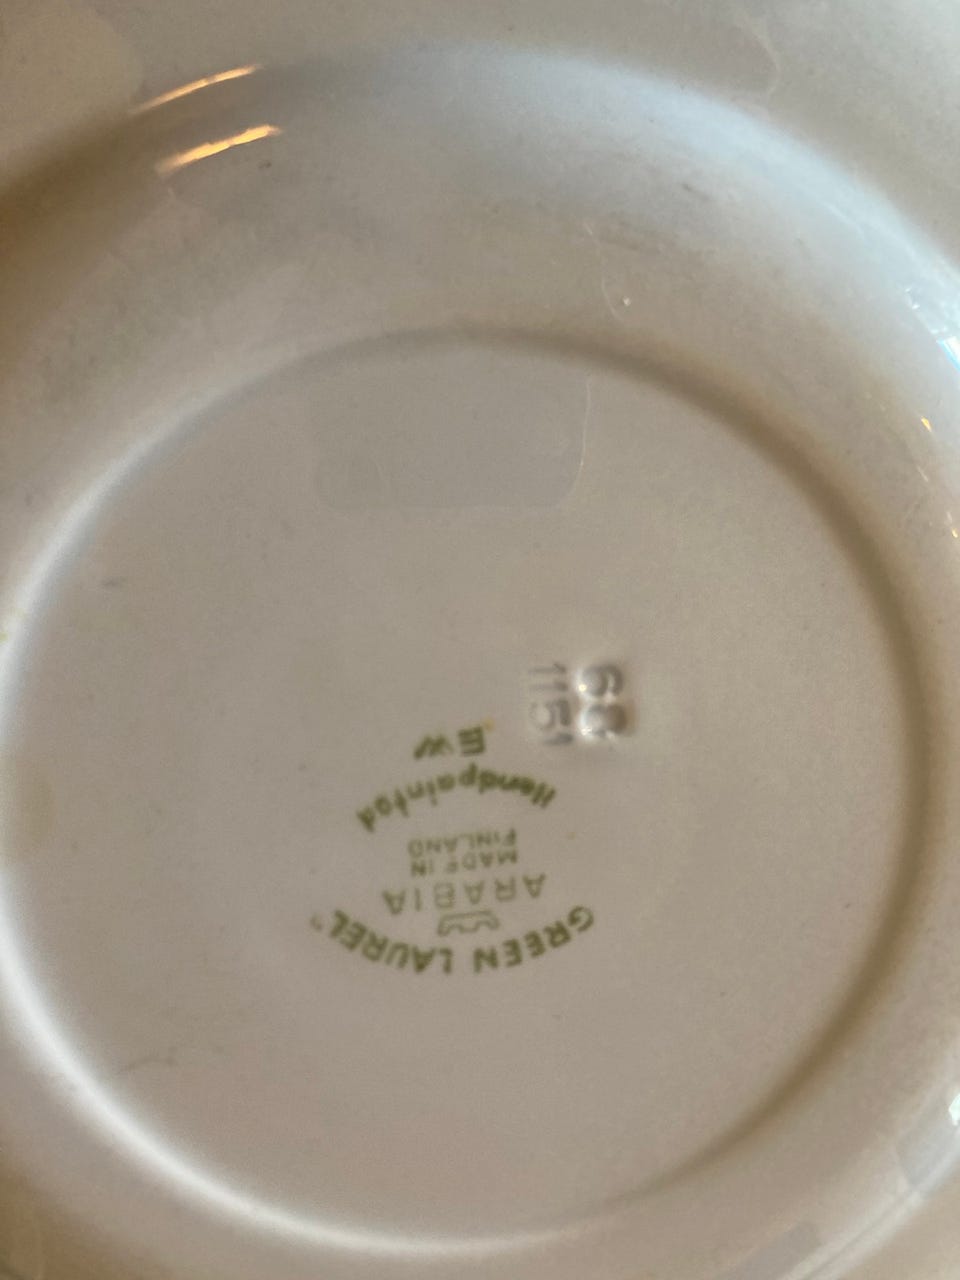 GREEN LAUREL"
ARABIA
MADE IN
FINLAND
Handpainted
EW
1151